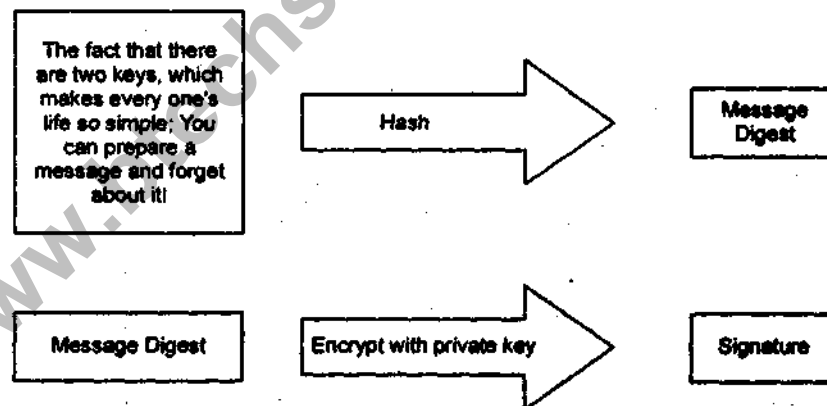 The fact that there
are two keys, which
makes every one's
life so simple; You
can prepare a
message and forget
about it!
Hash
Message
Digest
Message Digest
Encrypt with private key
Signature